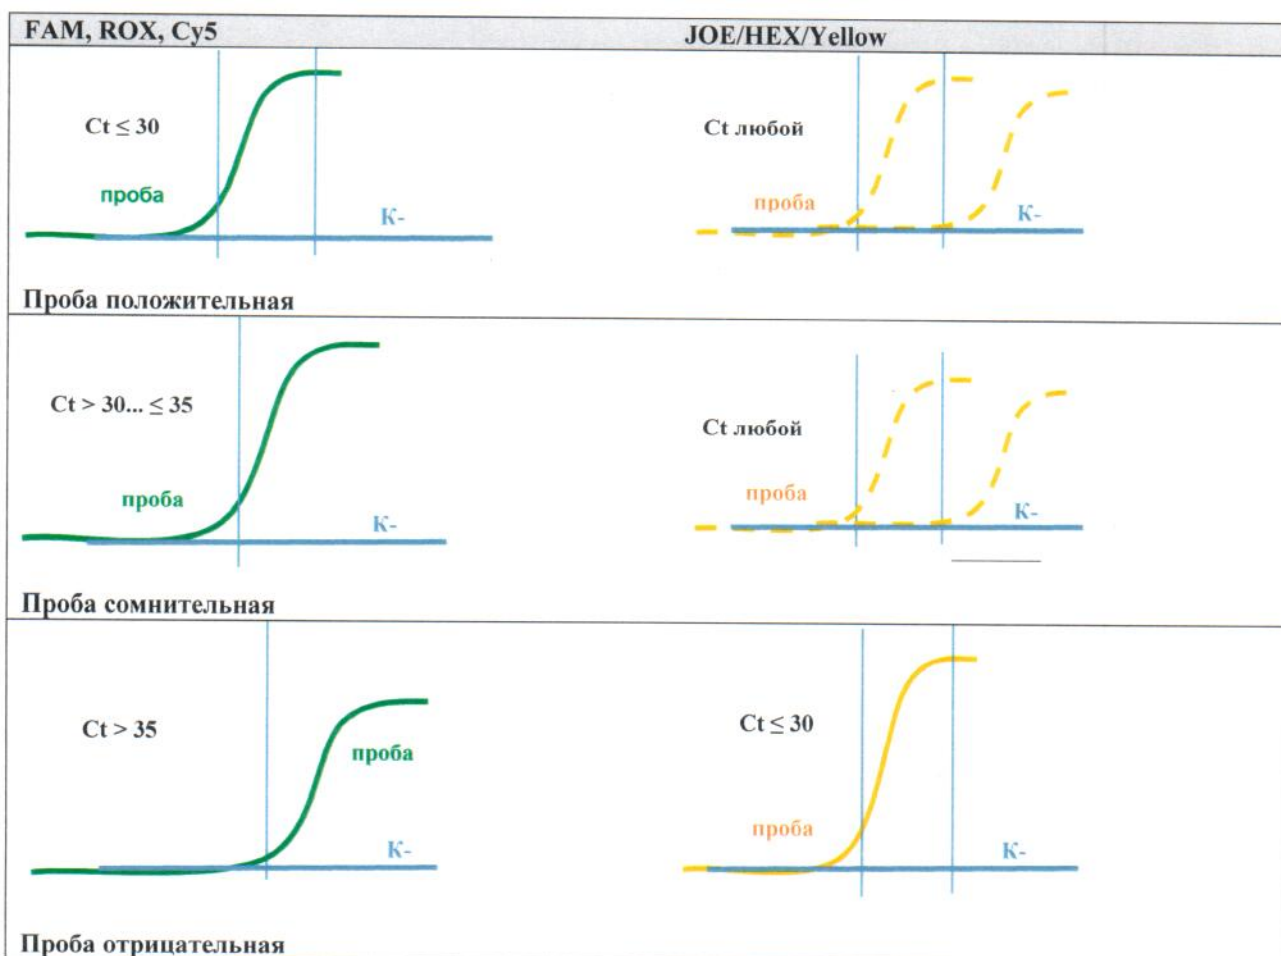 FAM, ROX, Cy5
JOE/HEX/Yellow
Ct ≤ 30
проба
К-
Ct любой
проба
К-
Проба положительная
Ct > 30... ≤ 35
проба
К-
Ct любой
проба
К-
Проба сомнительная
Ct > 35
проба
К-
Ct ≤ 30
проба
К-
Проба отрицательная